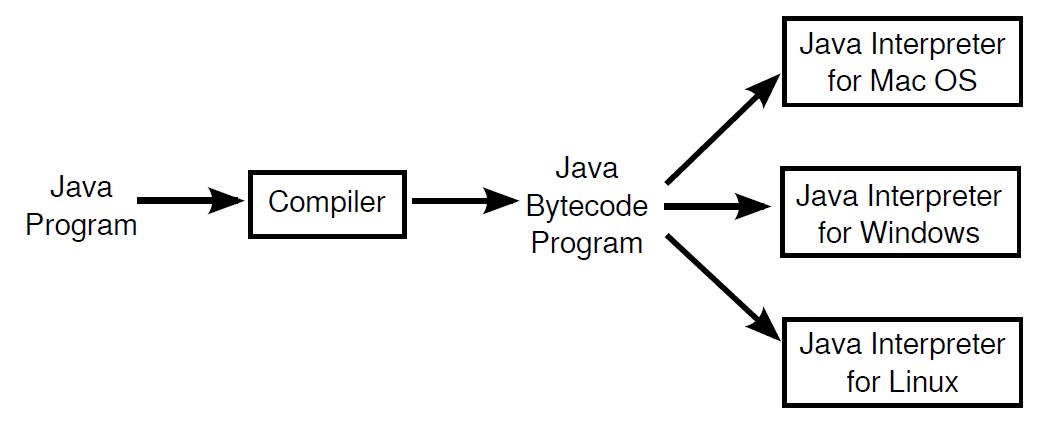 Java
Program
Compiler
Java
Bytecode
Program
Java Interpreter
for Mac OS
Java Interpreter
for Windows
Java Interpreter
for Linux